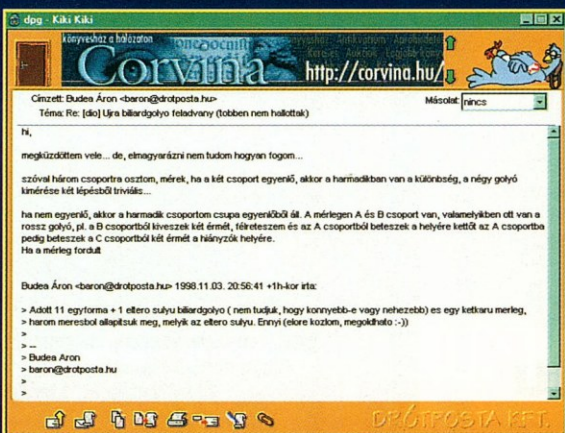 dpg - Kiki Kiki
könyvesház a hálózaton
Corvina
http://corvina.hu/
Címzett: Budea Áron <baron@drotposta.hu>
Másolat: nincs
Téma: Re: [dio] Ujra biliardgolyo feladvany (tobben nem hallottak)
hi,
megküzdöttem vele... de, elmagyarázni nem tudom hogyan fogom...
szóval három csoportra osztom, mérek, ha a két csoport egyenlő, akkor a harmadikban van a különbség, a négy golyó
kimérése két lépésből triviális...
ha nem egyenlő, akkor a harmadik csoportom csupa egyenlőből áll. A mérlegen A és B csoport van, valamelyikben ott van a
rossz golyó, pl. a B csoportból kiveszek két érmét, félreteszem és az A csoportból beteszek a helyére kettőt az A csoportba
pedig beteszek a C csoportból két érmét a hiányzók helyére.
Ha a mérleg fordult
Budea Áron <baron@drotposta.hu> 1998.11.03. 20:56:41 +1h-kor irta:
> Adott 11 egyforma + 1 eltero sulyu biliardgolyo ( nem tudjuk, hogy konnyebb-e vagy nehezebb) es egy ketkaru merleg,
> harom meresbol allapitsuk meg, melyik az eltero sulyu. Ennyi (elore kozlom, megoldhato :-))
>
> --
> Budea Aron
> baron@drotposta.hu
>
>
DRÓTPOSTA KFT.